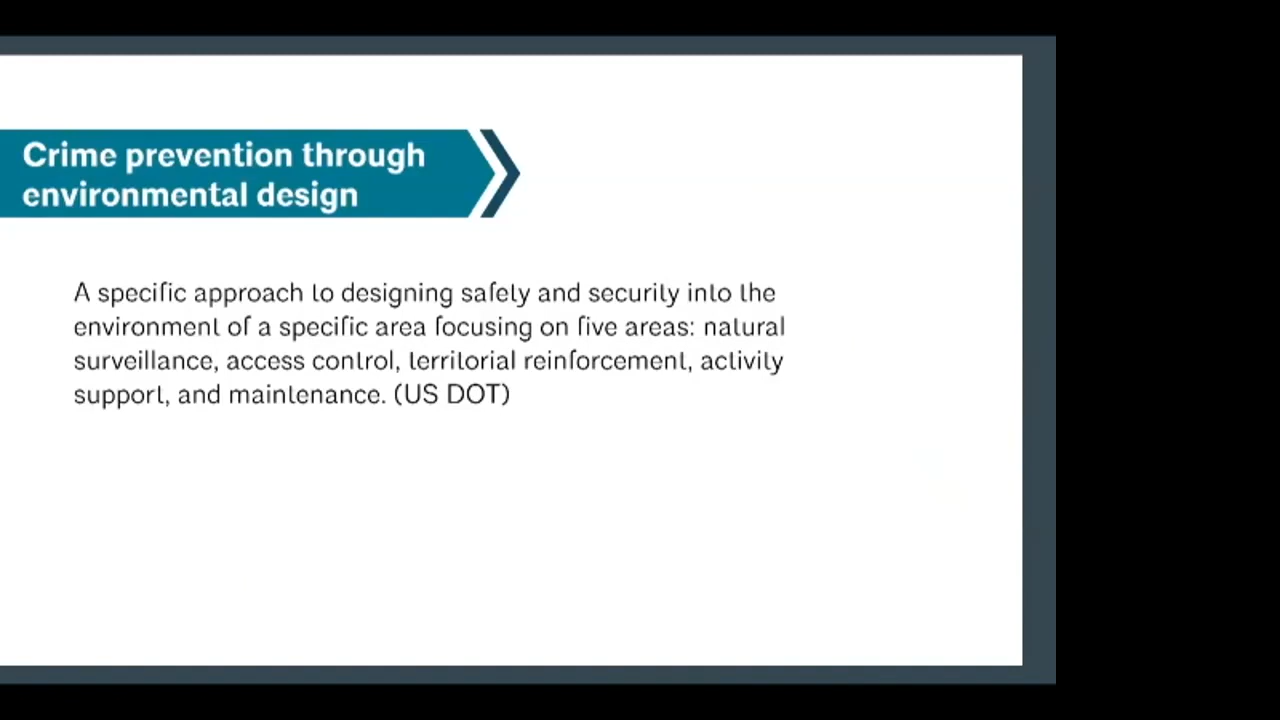 Crime prevention through
environmental design
A specific approach to designing safety and security into the
environment of a specific area focusing on five areas: natural
surveillance, access control, territorial reinforcement, activity
support, and maintenance. (US DOT)